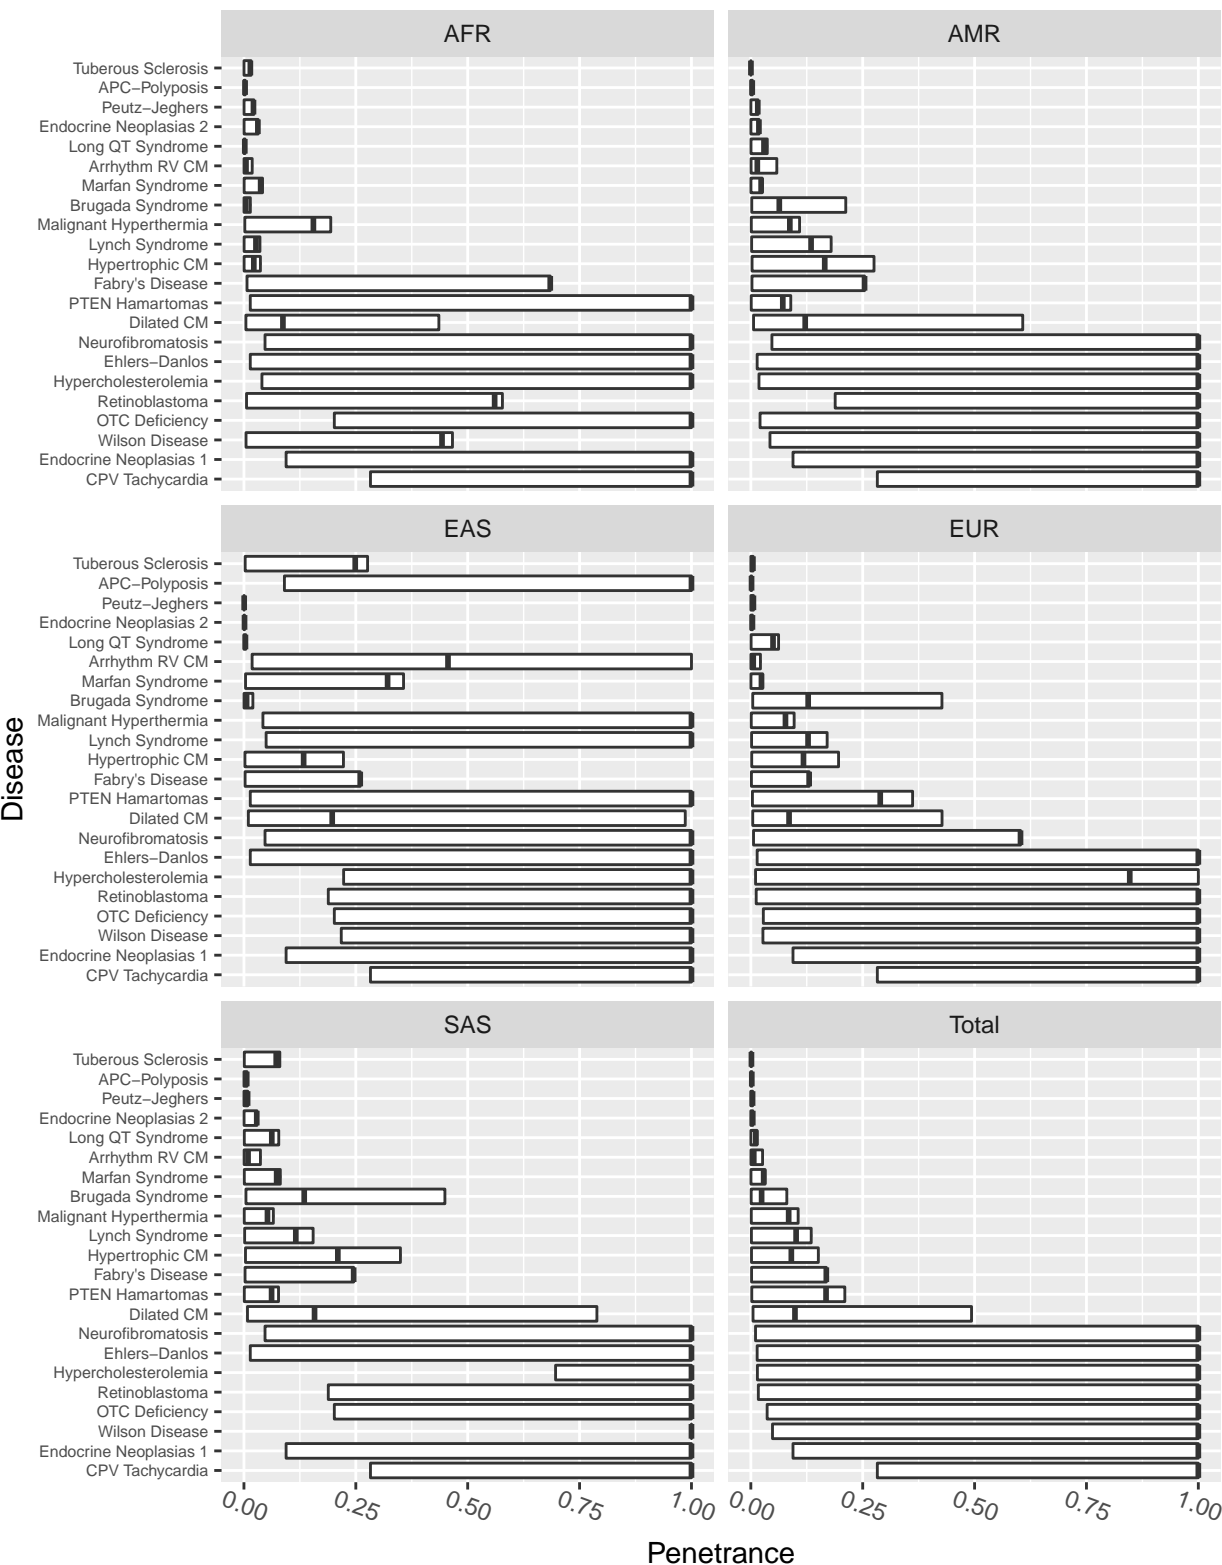 AFR
AMR
Tuberous Sclerosis
APC−Polyposis
Peutz−Jeghers
Endocrine Neoplasias 2
Long QT Syndrome
Arrhythm RV CM
Marfan Syndrome
Brugada Syndrome
Malignant Hyperthermia
Lynch Syndrome
Hypertrophic CM
Fabry's Disease
PTEN Hamartomas
Dilated CM
Neurofibromatosis
Ehlers−Danlos
Hypercholesterolemia
Retinoblastoma
OTC Deficiency
Wilson Disease
Endocrine Neoplasias 1
CPV Tachycardia
EAS
EUR
Tuberous Sclerosis
APC−Polyposis
Peutz−Jeghers
Endocrine Neoplasias 2
Long QT Syndrome
Arrhythm RV CM
Marfan Syndrome
Brugada Syndrome
Malignant Hyperthermia
Lynch Syndrome
Hypertrophic CM
Fabry's Disease
PTEN Hamartomas
Dilated CM
Neurofibromatosis
Ehlers−Danlos
Hypercholesterolemia
Retinoblastoma
OTC Deficiency
Wilson Disease
Endocrine Neoplasias 1
CPV Tachycardia
Disease
SAS
Total
Tuberous Sclerosis
APC−Polyposis
Peutz−Jeghers
Endocrine Neoplasias 2
Long QT Syndrome
Arrhythm RV CM
Marfan Syndrome
Brugada Syndrome
Malignant Hyperthermia
Lynch Syndrome
Hypertrophic CM
Fabry's Disease
PTEN Hamartomas
Dilated CM
Neurofibromatosis
Ehlers−Danlos
Hypercholesterolemia
Retinoblastoma
OTC Deficiency
Wilson Disease
Endocrine Neoplasias 1
CPV Tachycardia
0.00 0.25 0.50 0.75 1.00 0.00 0.25 0.50 0.75 1.00
Penetrance